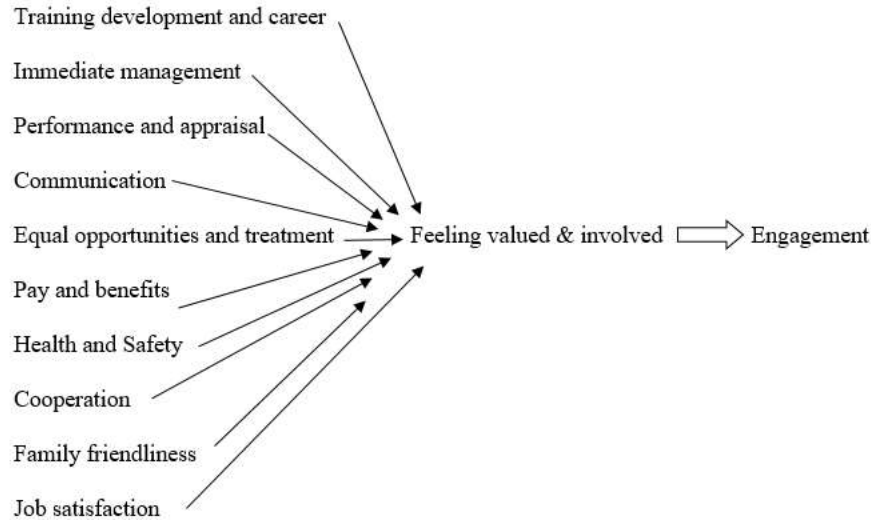 Training development and career
Immediate management
Performance and appraisal
Communication
Equal opportunities and treatment Feeling valued & involved Engagement
Pay and benefits
Health and Safety
Cooperation
Family friendliness
Job satisfaction